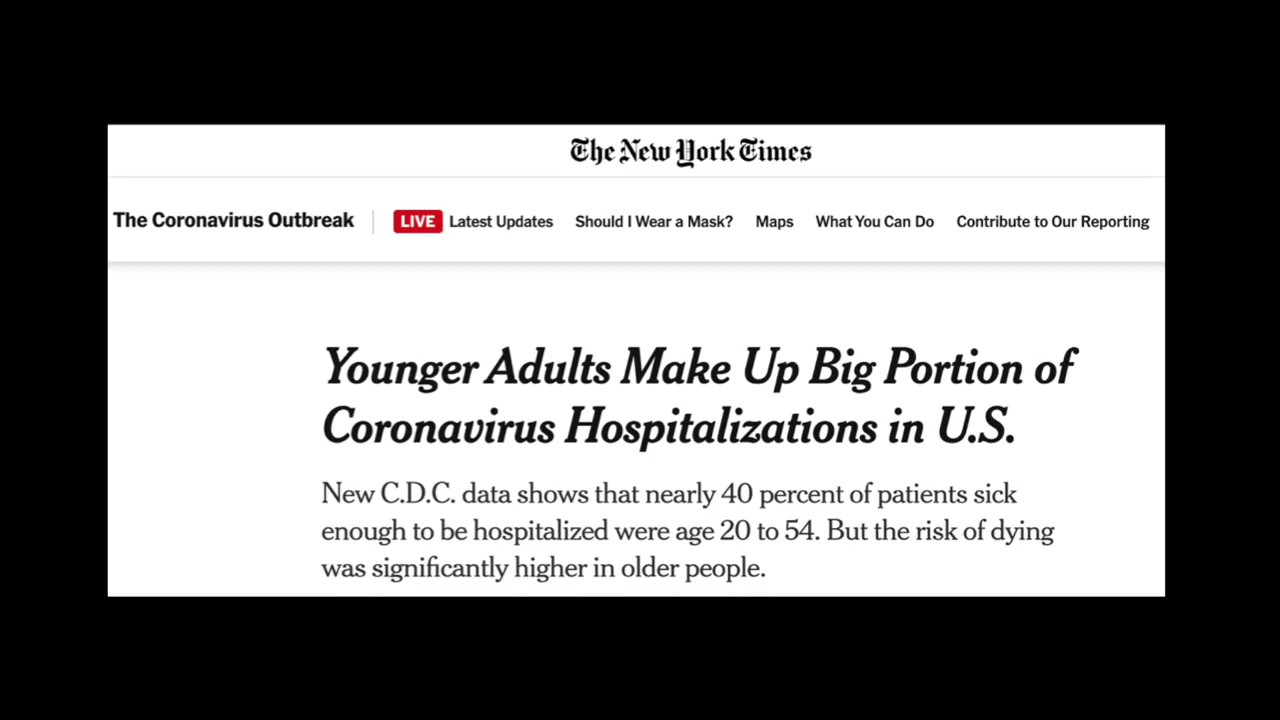 The New York Times
The Coronavirus Outbreak | LIVE Latest Updates Should I Wear a Mask? Maps What You Can Do Contribute to Our Reporting
Younger Adults Make Up Big Portion of
Coronavirus Hospitalizations in U.S.
New C.D.C. data shows that nearly 40 percent of patients sick
enough to be hospitalized were age 20 to 54. But the risk of dying
was significantly higher in older people.